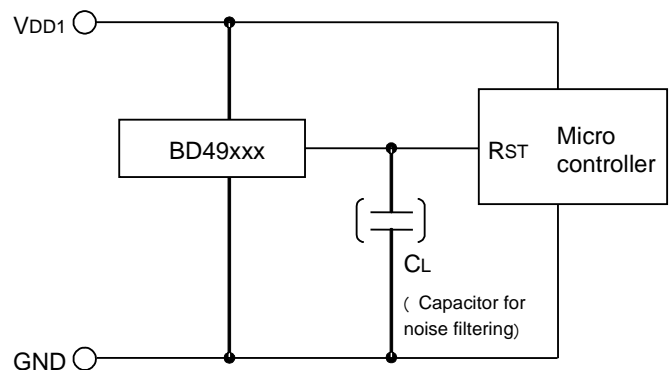 VDD1
BD49xxx
RST
Micro
controller
CL
( Capacitor for
noise filtering)
GND